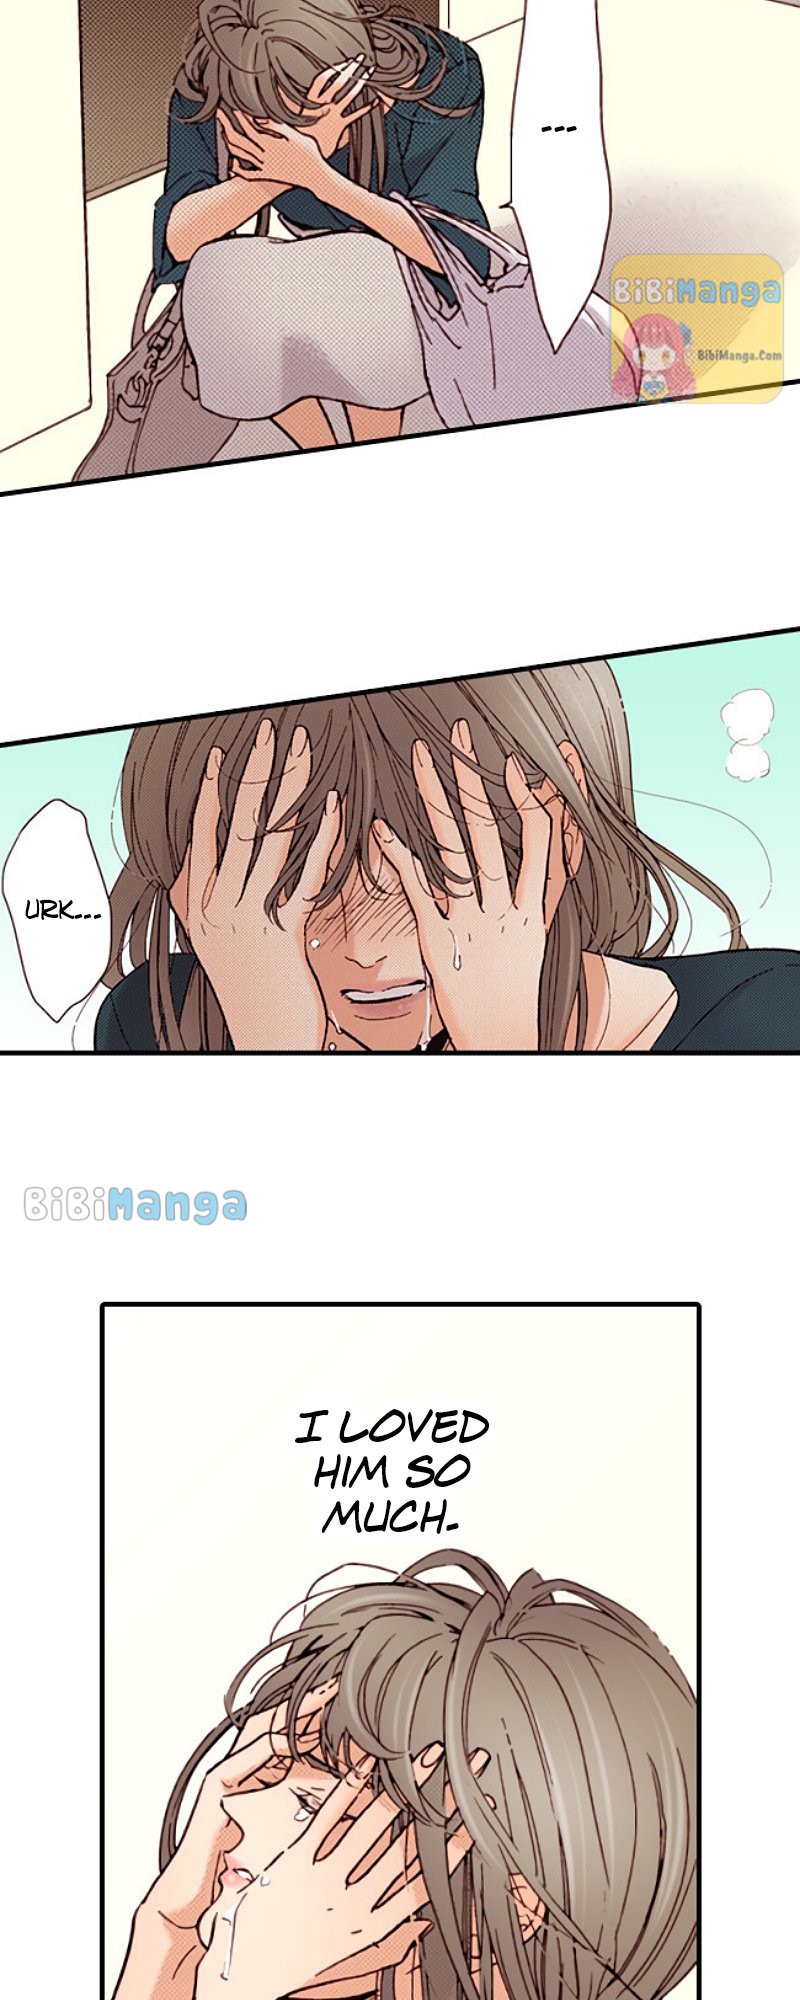 ---
BiBiManga
BibiManga.Com
URK...
BiBiManga
I LOVED
HIM SO
MUCH.